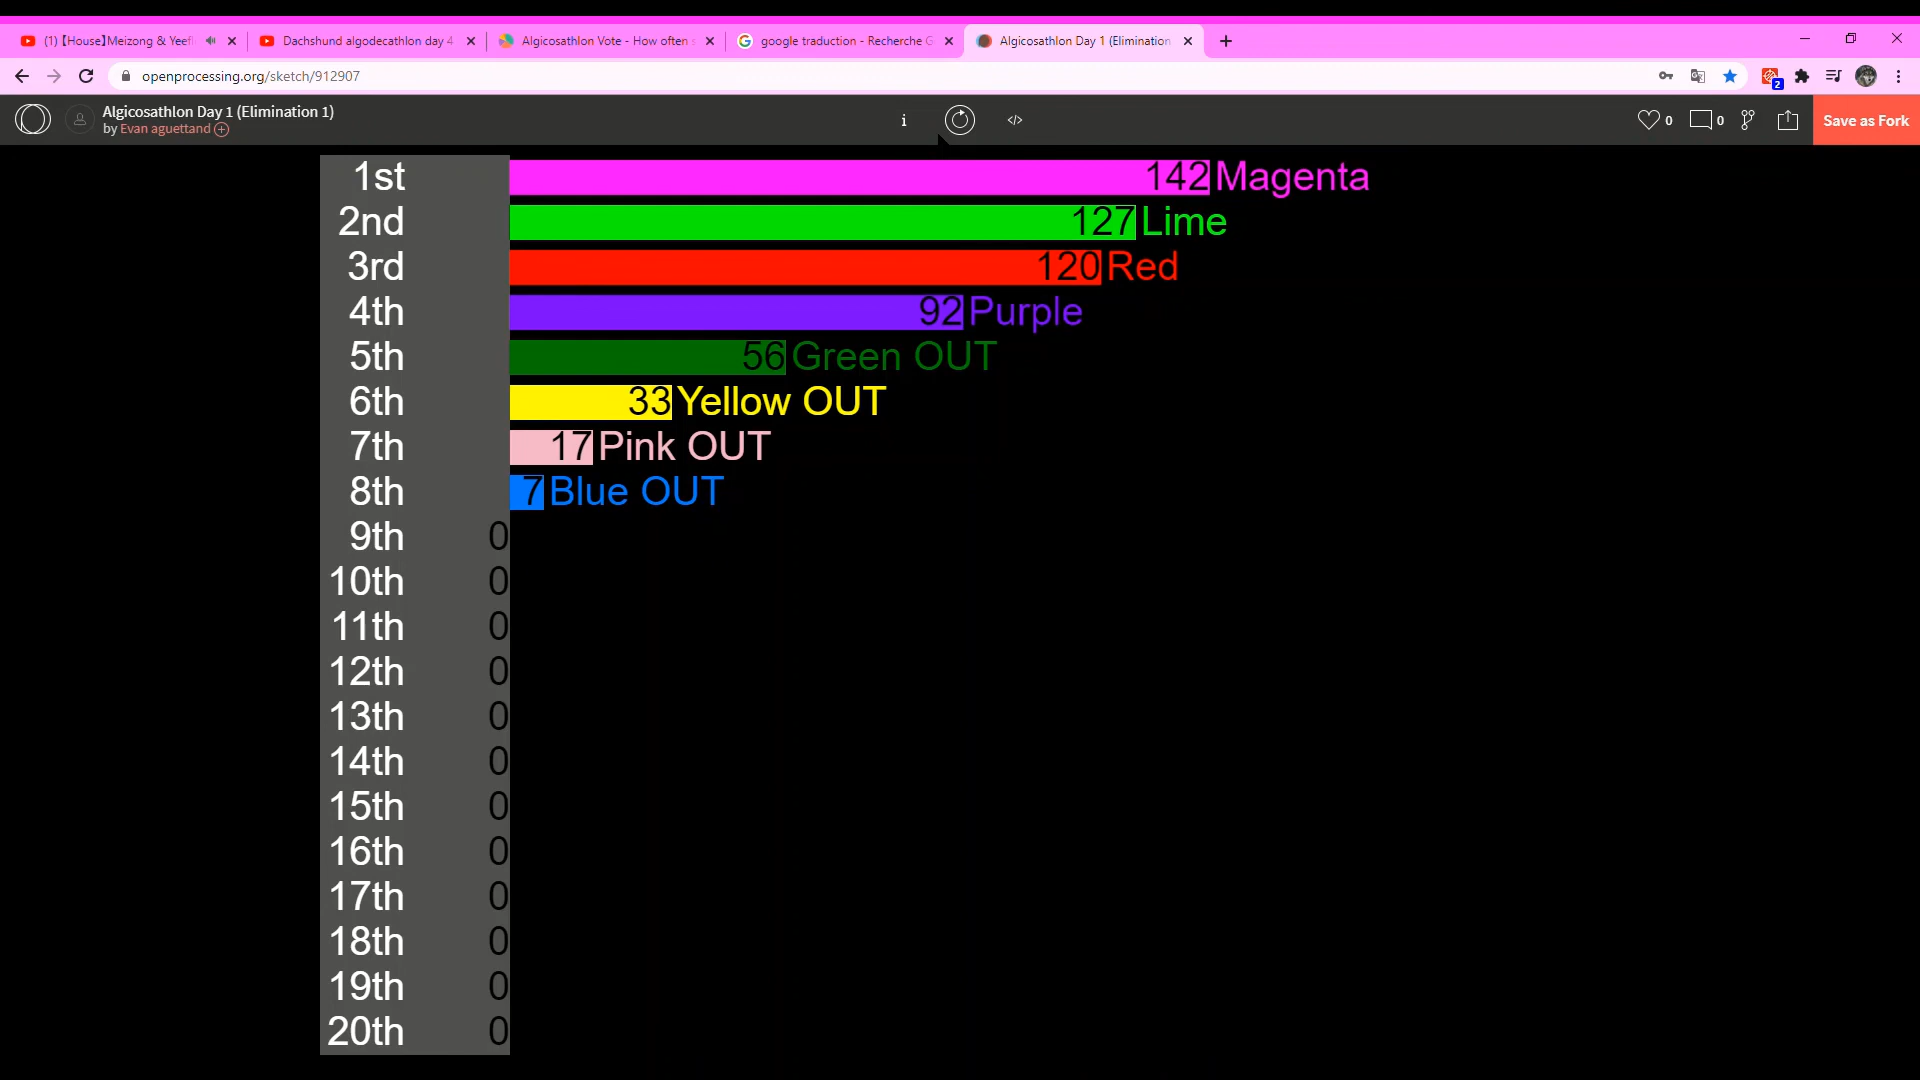 (1)【House】Meizong & Yeefl
Dachshund algodecathlon day 4
Algicosathlon Vote - How often s
google traduction - Recherche G
Algicosathlon Day 1 (Elimination
openprocessing.org/sketch/912907
2
Algicosathlon Day 1 (Elimination 1)
by Evan aguettand
i
</>
0
0
Save as Fork
1st 142 Magenta
2nd 127 Lime
3rd 120 Red
4th 92 Purple
5th 56 Green OUT
6th 33 Yellow OUT
7th 17 Pink OUT
8th 7 Blue OUT
9th 0
10th 0
11th 0
12th 0
13th 0
14th 0
15th 0
16th 0
17th 0
18th 0
19th 0
20th 0